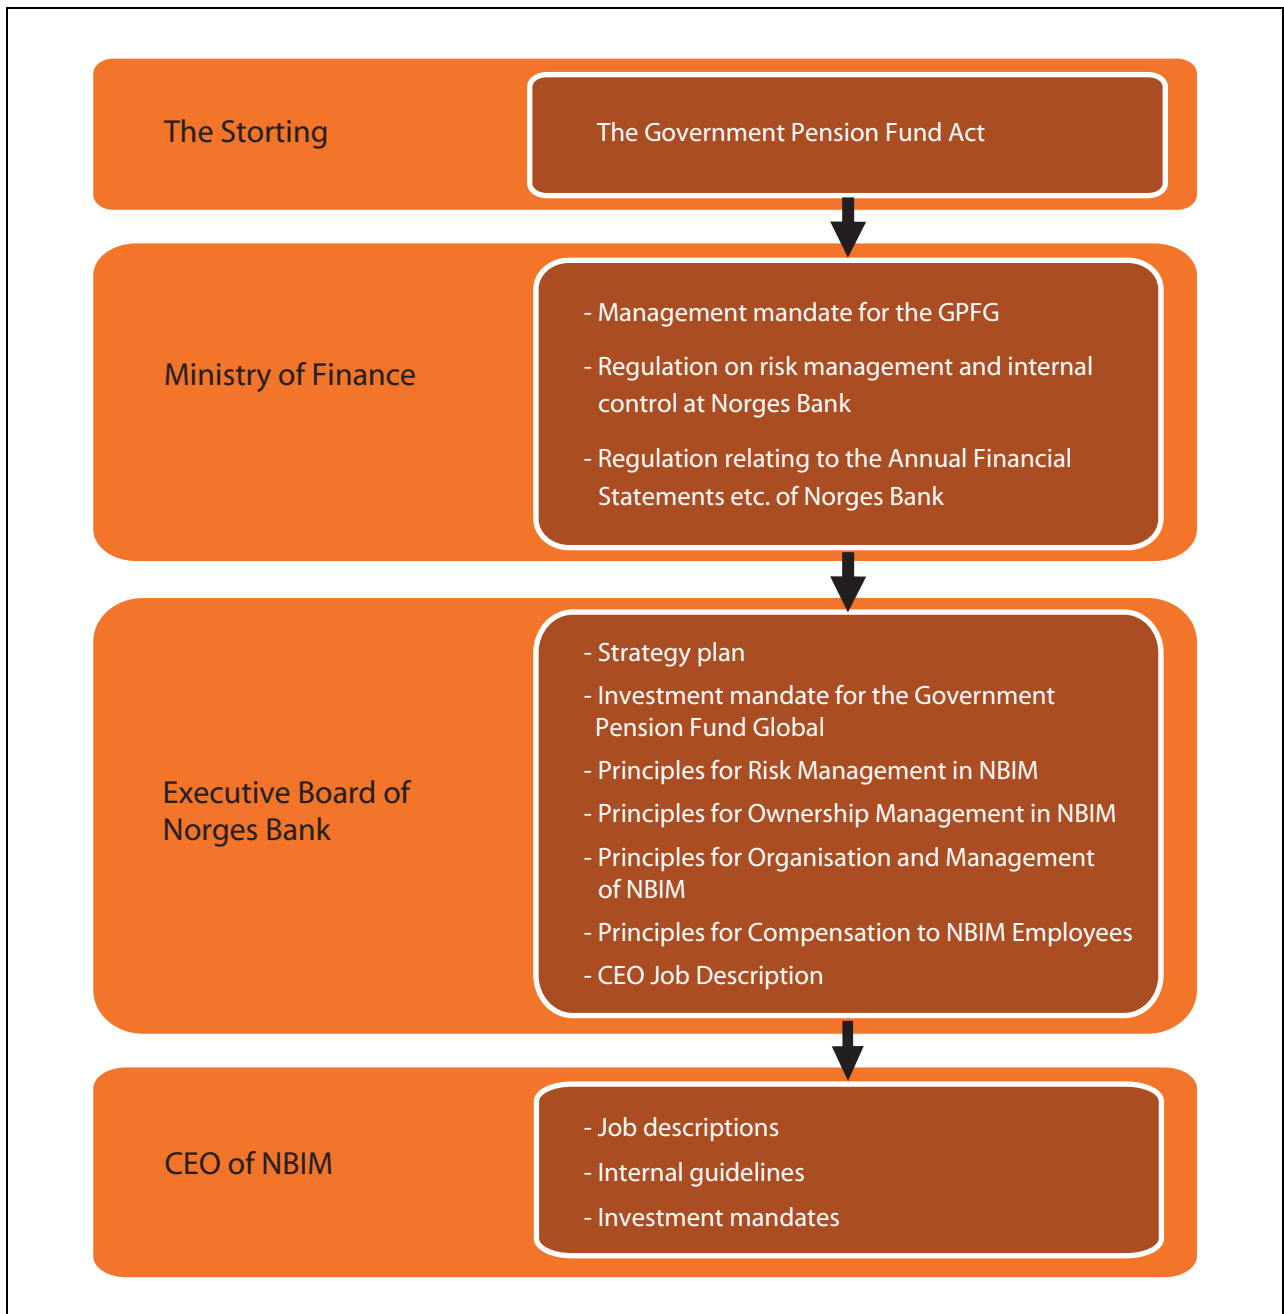 The Storting
The Government Pension Fund Act
Ministry of Finance
- Management mandate for the GPFG
- Regulation on risk management and internal
control at Norges Bank
- Regulation relating to the Annual Financial
Statements etc. of Norges Bank
Executive Board of
Norges Bank
- Strategy plan
- Investment mandate for the Government
Pension Fund Global
- Principles for Risk Management in NBIM
- Principles for Ownership Management in NBIM
- Principles for Organisation and Management
of NBIM
- Principles for Compensation to NBIM Employees
- CEO Job Description
CEO of NBIM
- Job descriptions
- Internal guidelines
- Investment mandates